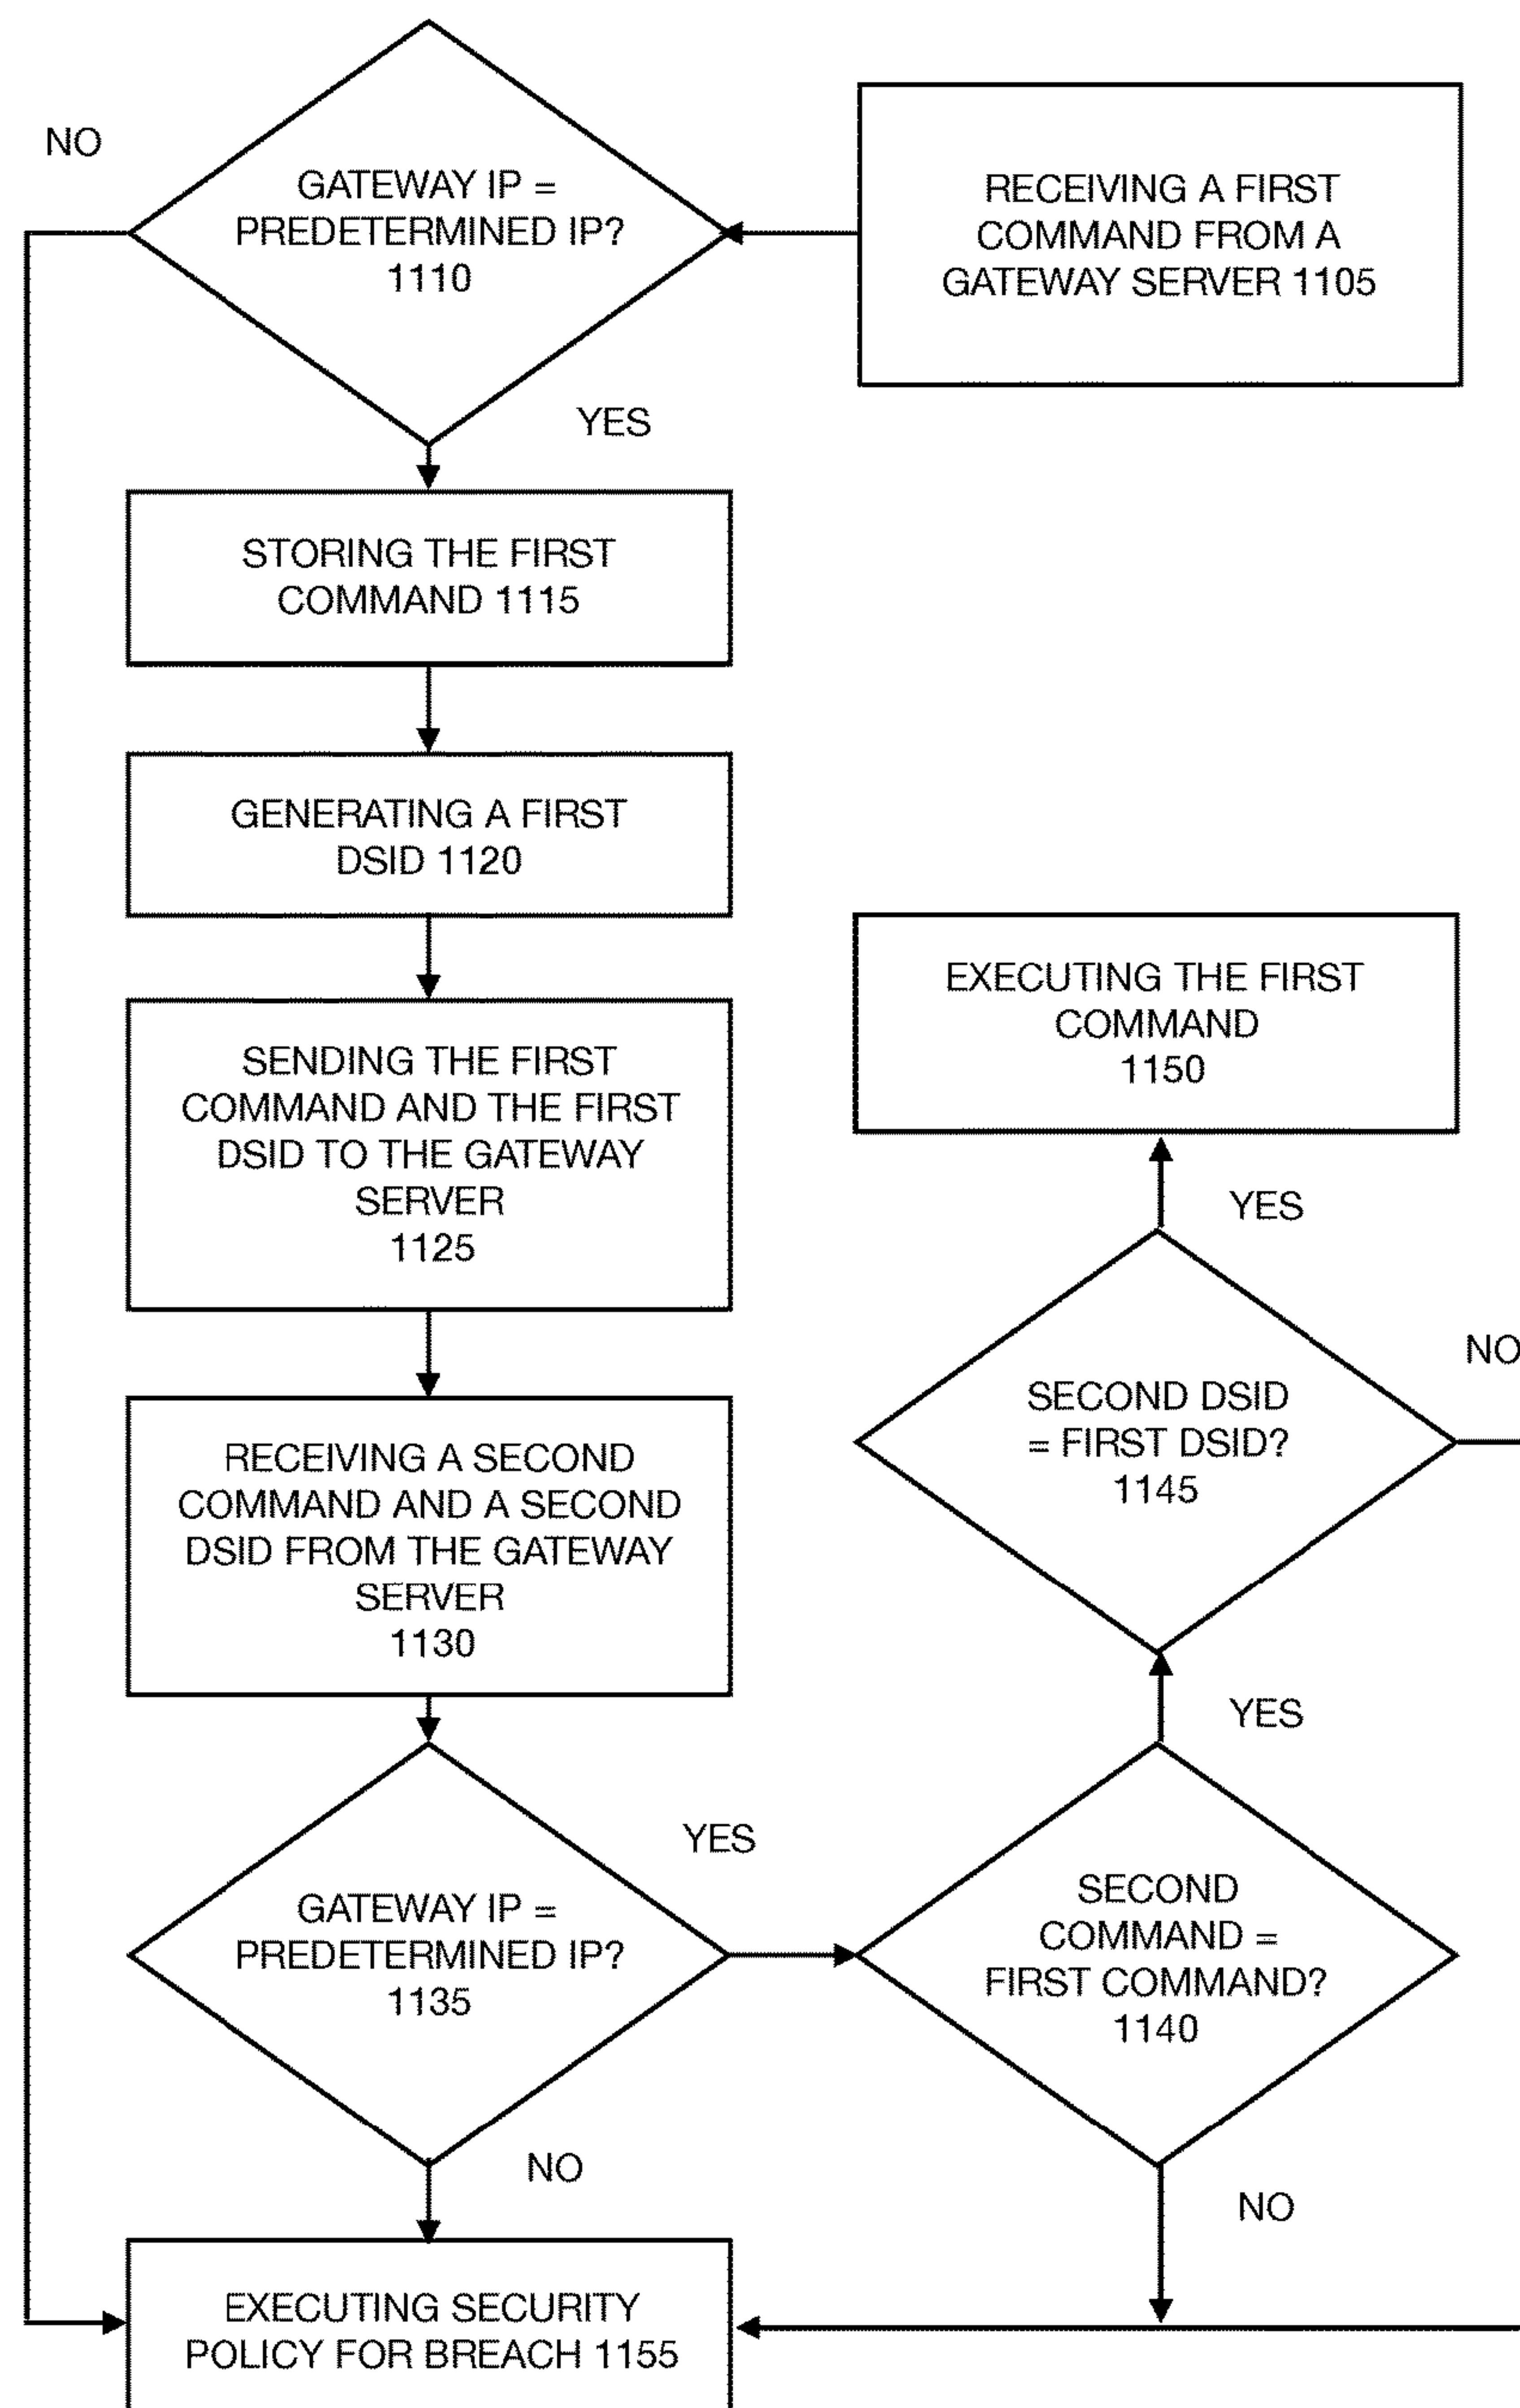 RECEIVING A FIRST
COMMAND FROM A
GATEWAY SERVER 1105
NO
GATEWAY IP =
PREDETERMINED IP?
1110
YES
STORING THE FIRST
COMMAND 1115
GENERATING A FIRST
DSID 1120
SENDING THE FIRST
COMMAND AND THE FIRST
DSID TO THE GATEWAY
SERVER
1125
RECEIVING A SECOND
COMMAND AND A SECOND
DSID FROM THE GATEWAY
SERVER
1130
GATEWAY IP =
PREDETERMINED IP?
1135
YES
NO
SECOND
COMMAND =
FIRST COMMAND?
1140
YES
NO
SECOND DSID
= FIRST DSID?
1145
YES
NO
EXECUTING THE FIRST
COMMAND
1150
EXECUTING SECURITY
POLICY FOR BREACH 1155